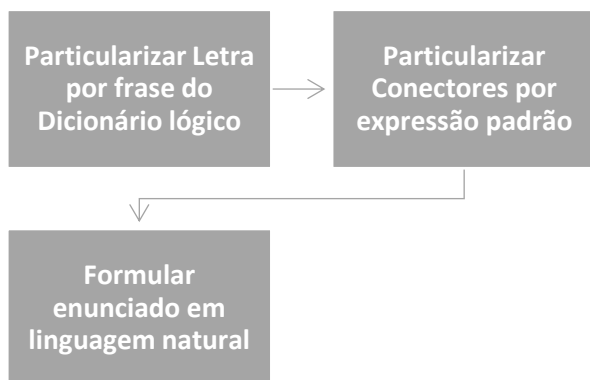 Particularizar Letra
por frase do
Dicionário lógico
Particularizar
Conectores por
expressão padrão
Formular
enunciado em
linguagem natural